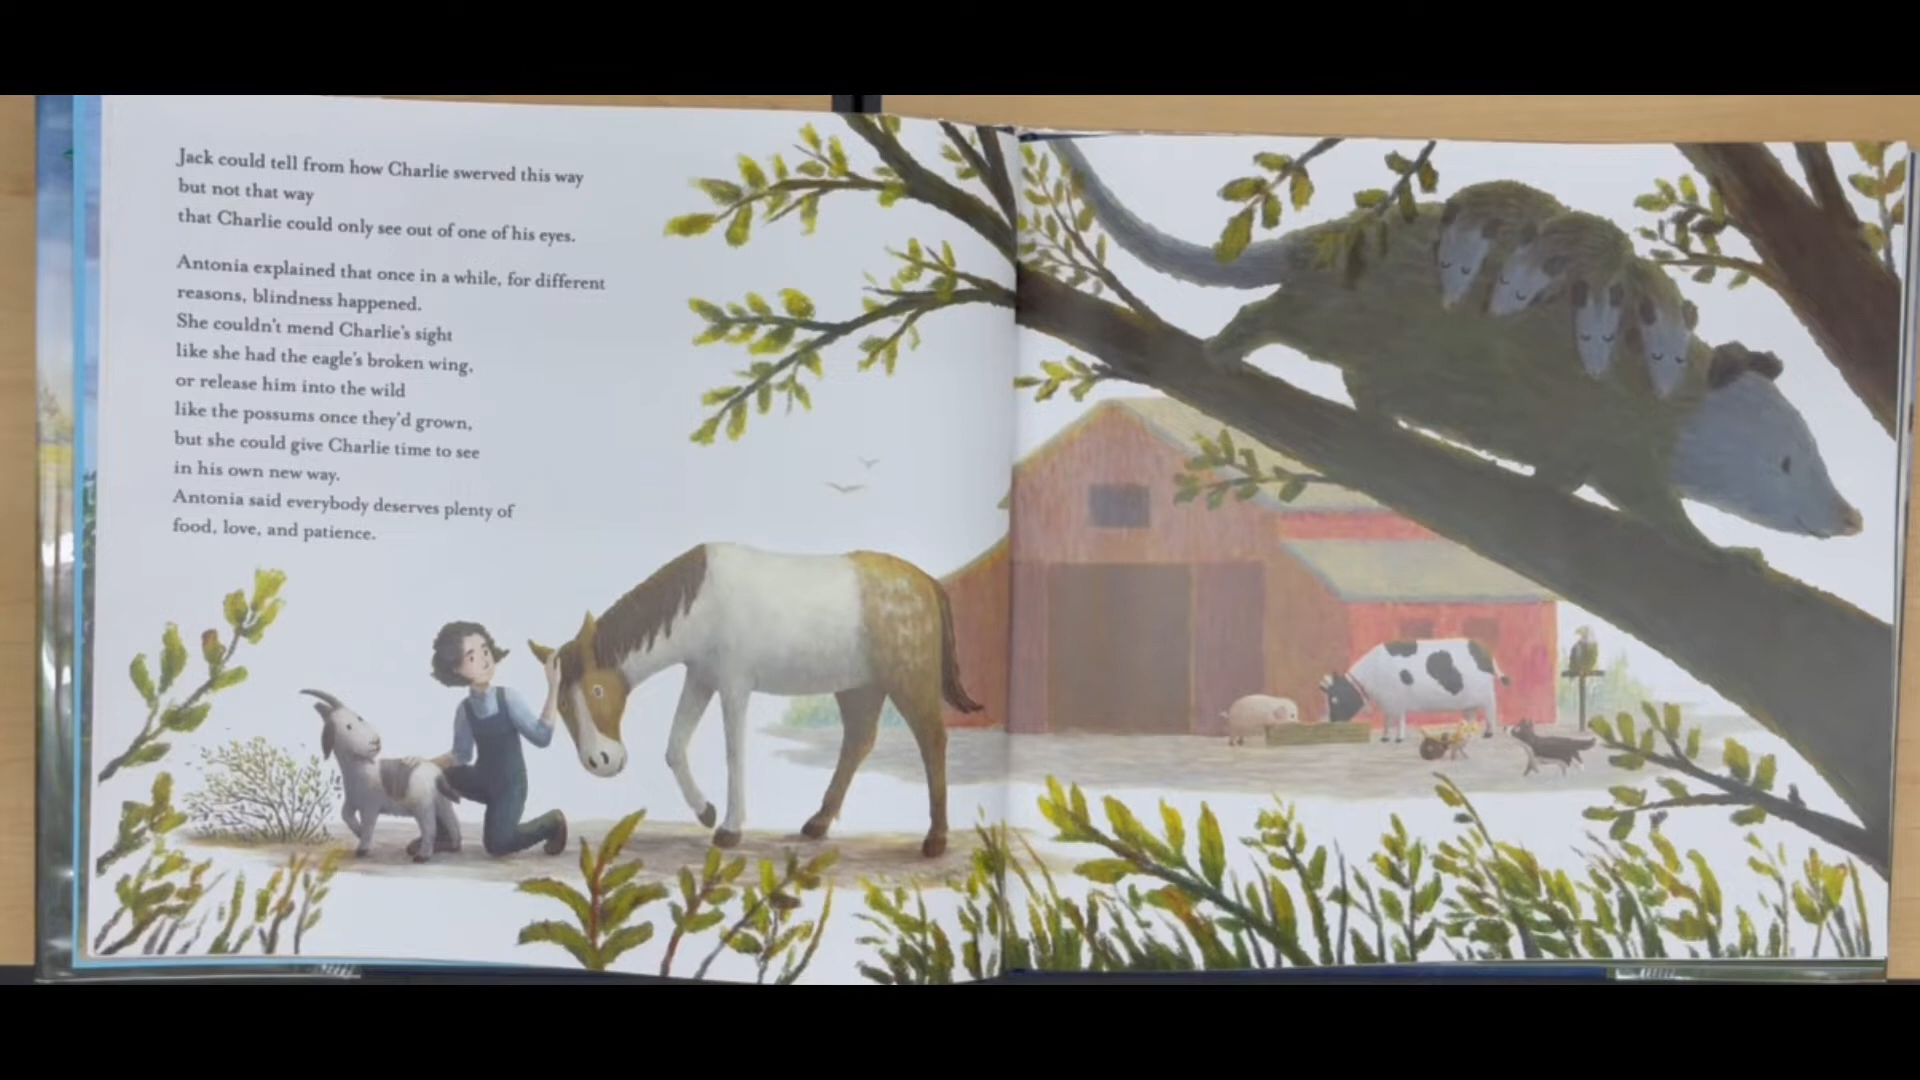 Jack could tell from how Charlie swerved this way
but not that way
that Charlie could only see out of one of his eyes.
Antonia explained that once in a while, for different
reasons, blindness happened.
She couldn't mend Charlie's sight
like she had the eagle's broken wing,
or release him into the wild
like the possums once they'd grown,
but she could give Charlie time to see
in his own new way.
Antonia said everybody deserves plenty of
food, love, and patience.